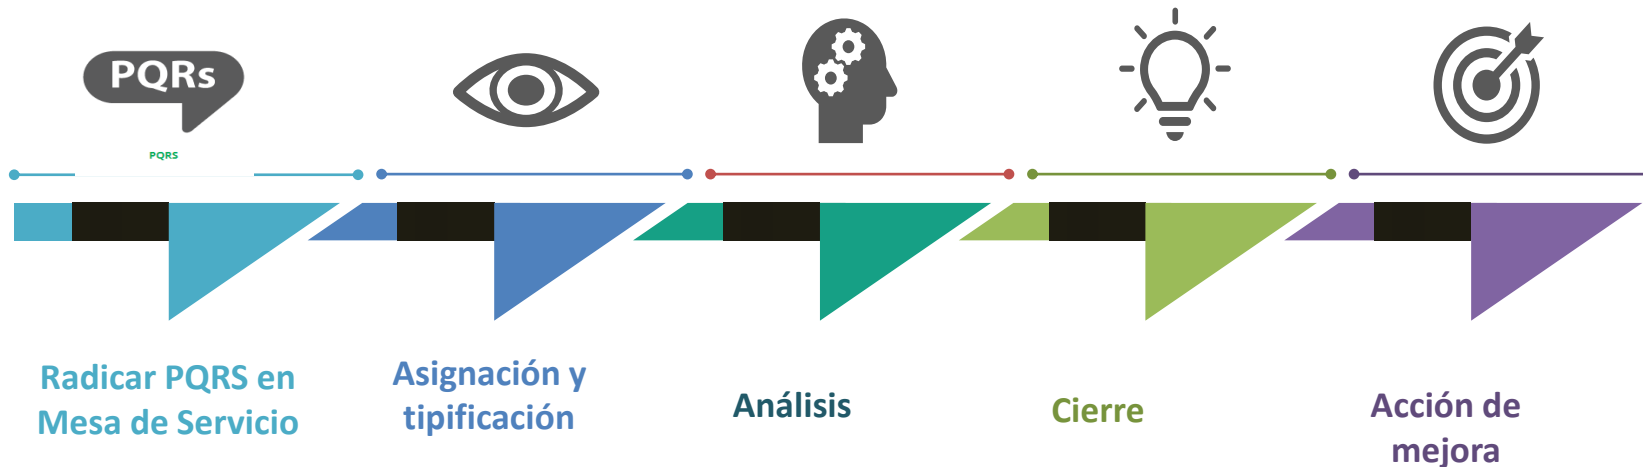 PQRs
PQRS
Radicar PQRS en
Mesa de Servicio
Asignación y
tipificación
Análisis
Cierre
Acción de
mejora